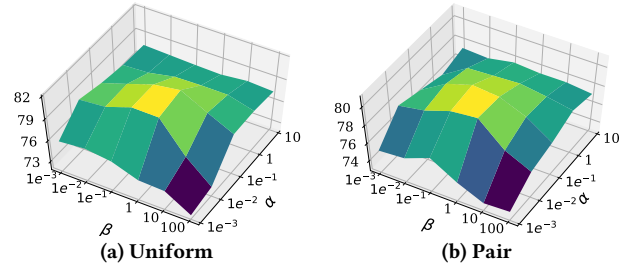 82
79
76
73
1e⁻³
1e⁻²
1e⁻¹
1
10
100
β
1e⁻³
1e⁻²
1e⁻¹
1
10
α
(a) Uniform
80
78
76
74
1e⁻³
1e⁻²
1e⁻¹
1
10
100
β
1e⁻³
1e⁻²
1e⁻¹
1
10
α
(b) Pair